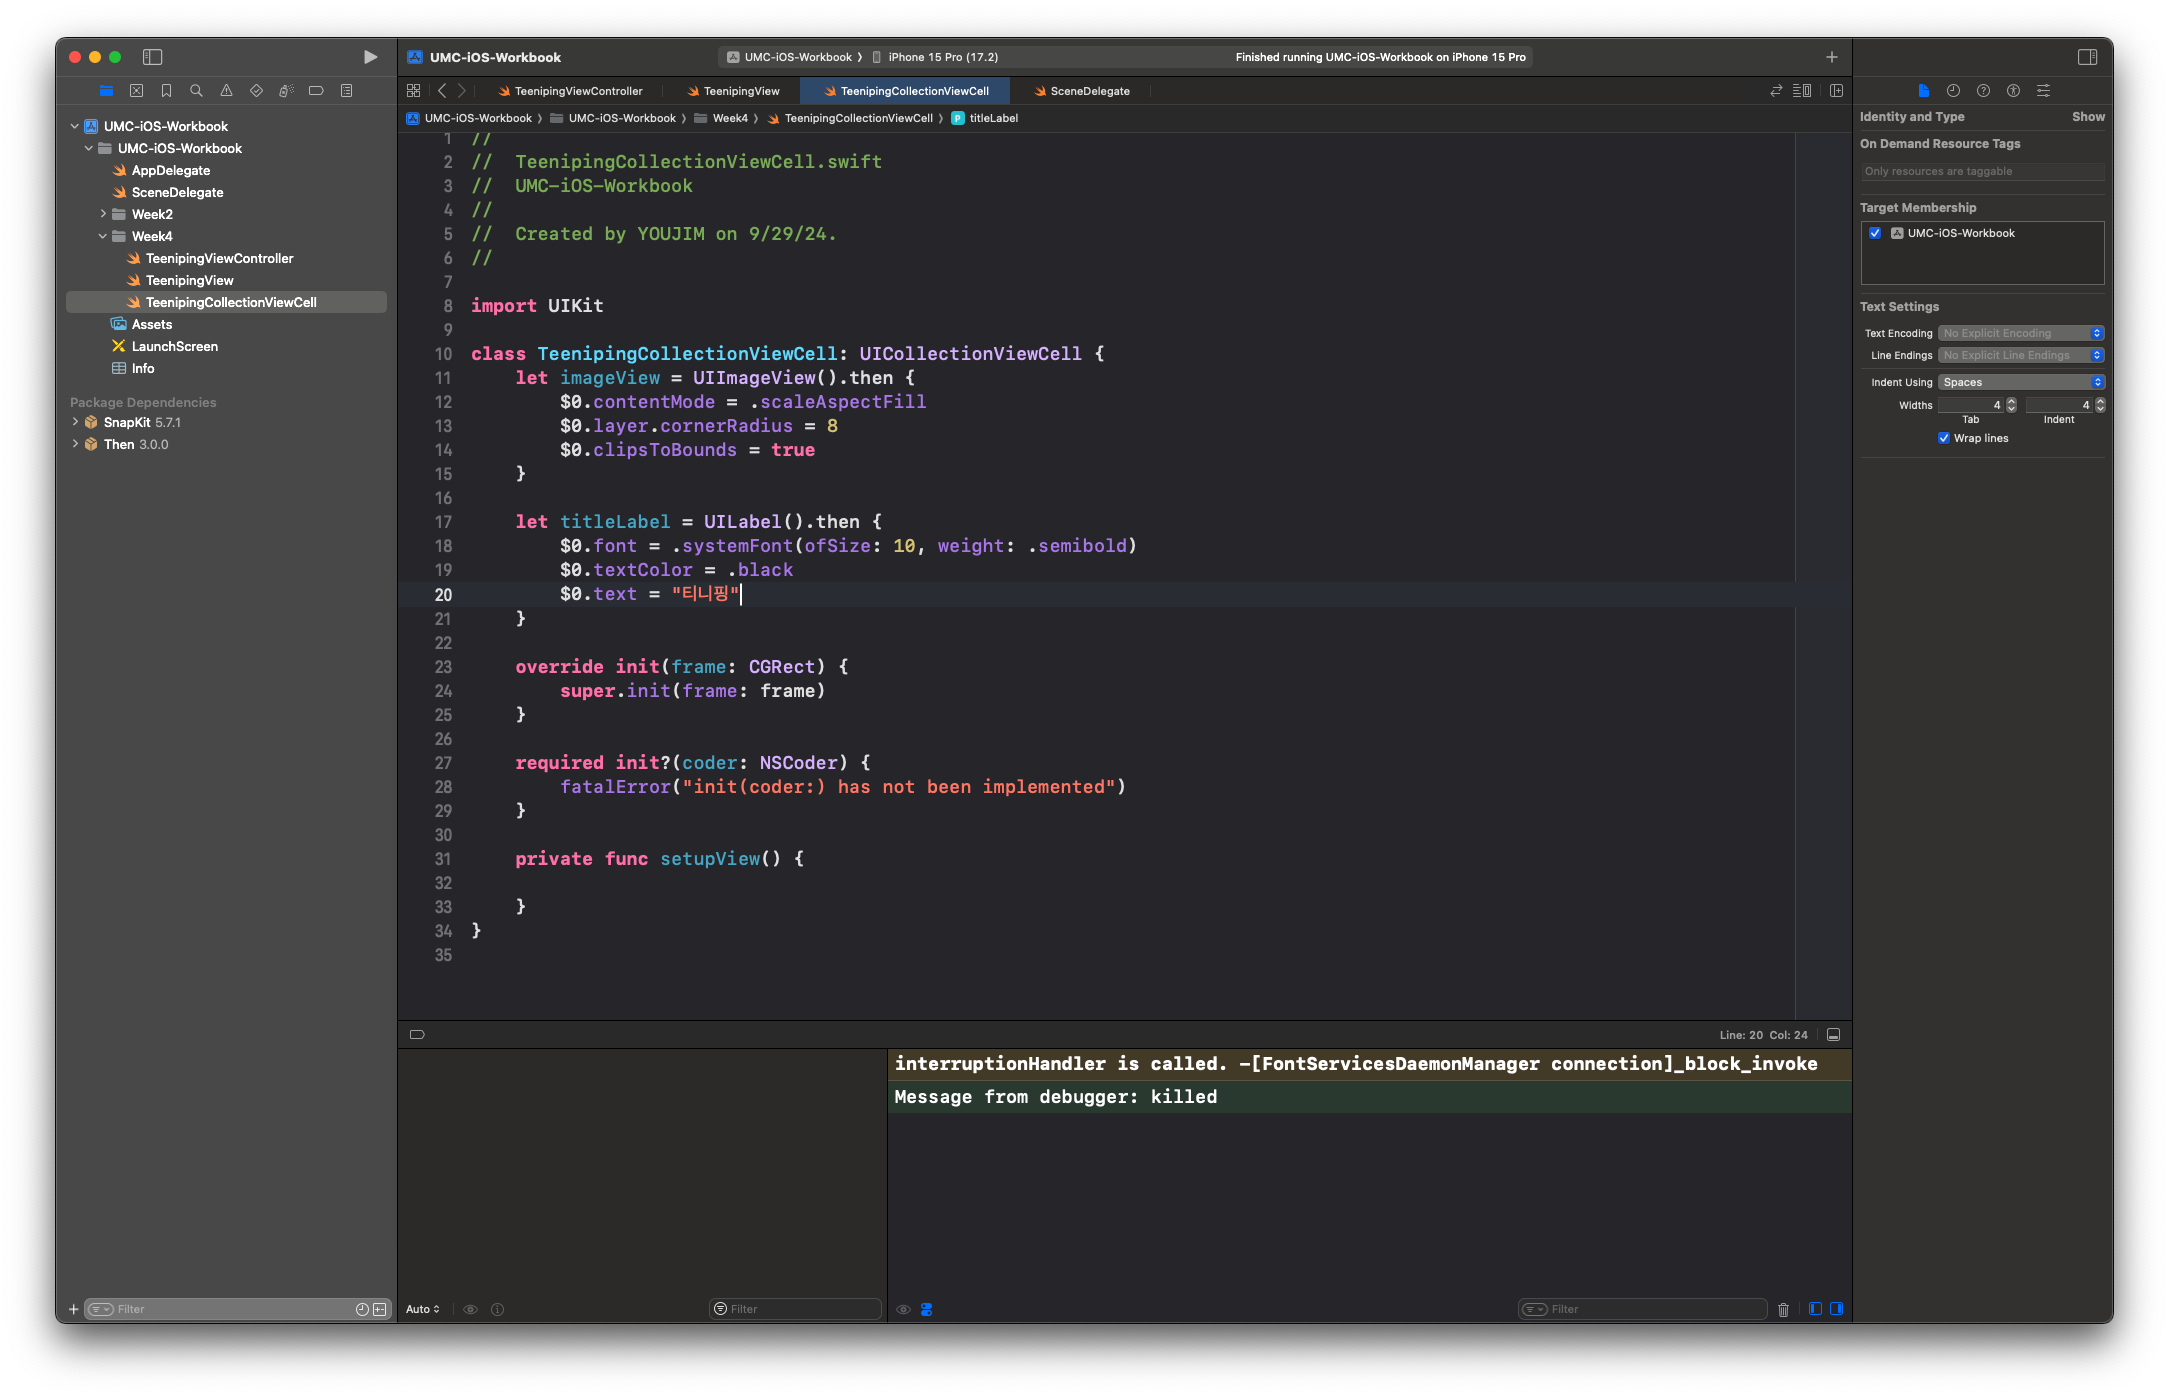 UMC-iOS-Workbook
UMC-iOS-Workbook
AppDelegate
SceneDelegate
Week2
Week4
TeenipingViewController
TeenipingView
TeenipingCollectionViewCell
Assets
LaunchScreen
Info
Package Dependencies
SnapKit 5.7.1
Then 3.0.0
Filter
UMC-iOS-Workbook
UMC-iOS-Workbook 〉 iPhone 15 Pro (17.2)
Finished running UMC-iOS-Workbook on iPhone 15 Pro
TeenipingViewController
TeenipingView
TeenipingCollectionViewCell
SceneDelegate
UMC-iOS-Workbook 〉 UMC-iOS-Workbook 〉 Week4 〉 TeenipingCollectionViewCell 〉 P titleLabel
1 //
2 //  TeenipingCollectionViewCell.swift
3 //  UMC-iOS-Workbook
4 //
5 //  Created by YOUJIM on 9/29/24.
6 //
7
8 import UIKit
9
10 class TeenipingCollectionViewCell: UICollectionViewCell {
11     let imageView = UIImageView().then {
12         $0.contentMode = .scaleAspectFill
13         $0.layer.cornerRadius = 8
14         $0.clipsToBounds = true
15     }
16
17     let titleLabel = UILabel().then {
18         $0.font = .systemFont(ofSize: 10, weight: .semibold)
19         $0.textColor = .black
20         $0.text = "티니핑"
21     }
22
23     override init(frame: CGRect) {
24         super.init(frame: frame)
25     }
26
27     required init?(coder: NSCoder) {
28         fatalError("init(coder:) has not been implemented")
29     }
30
31     private func setupView() {
32
33     }
34 }
35
Line: 20 Col: 24
interruptionHandler is called. -[FontServicesDaemonManager connection]_block_invoke
Message from debugger: killed
Auto
Filter
Filter
Identity and Type Show
On Demand Resource Tags
Only resources are taggable
Target Membership
UMC-iOS-Workbook
Text Settings
Text Encoding No Explicit Encoding
Line Endings No Explicit Line Endings
Indent Using Spaces
Widths 4 4
Tab Indent
Wrap lines